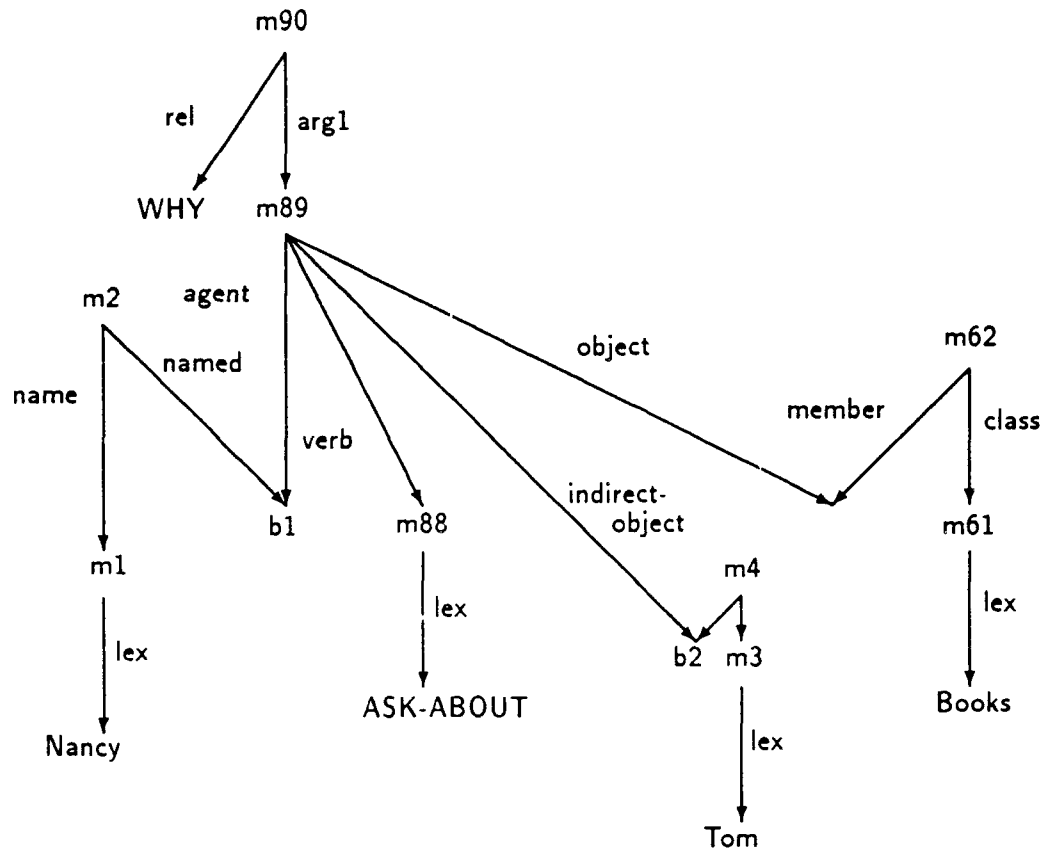 m90
rel
arg1
WHY
m89
m2
agent
named
name
object
m62
member
class
verb
b1
m88
indirect-
object
m61
m1
m4
lex
lex
lex
b2
m3
Books
ASK-ABOUT
Nancy
lex
Tom